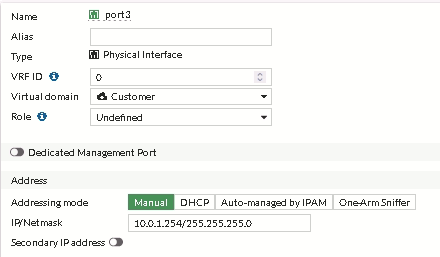 Name port3
Alias
Type Physical Interface
VRF ID 0
Virtual domain Customer
Role Undefined
Dedicated Management Port
Address
Addressing mode Manual DHCP Auto-managed by IPAM One-Arm Sniffer
IP/Netmask 10.0.1.254/255.255.255.0
Secondary IP address